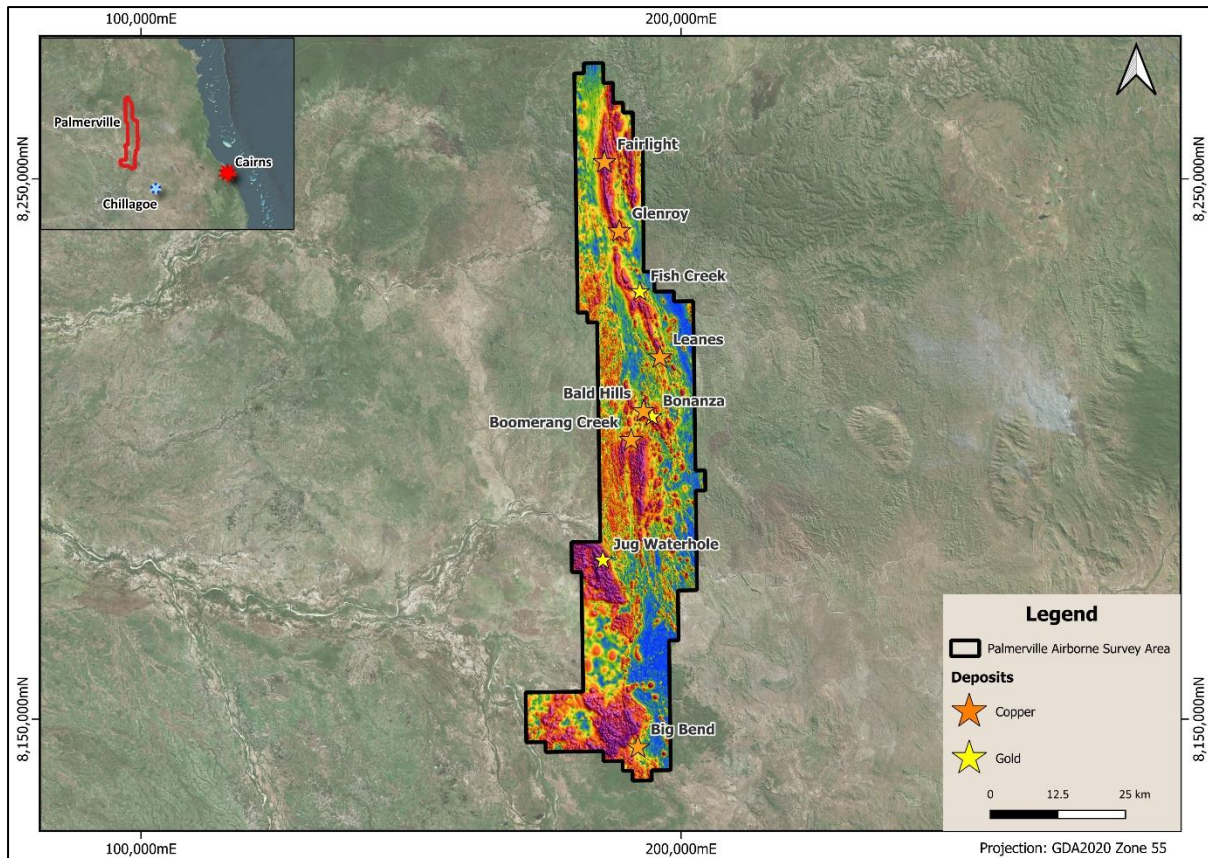 100,000mE
200,000mE
Palmerville
Cairns
Chillagoe
8,250,000mN
8,250,000mN
Fairlight
Glenroy
Fish Creek
Leanes
Bald Hills
Bonanza
Boomerang Creek
Jug Waterhole
Big Bend
8,150,000mN
8,150,000mN
Legend
Palmerville Airborne Survey Area
Deposits
Copper
Gold
0 12.5 25 km
100,000mE
200,000mE
Projection: GDA2020 Zone 55